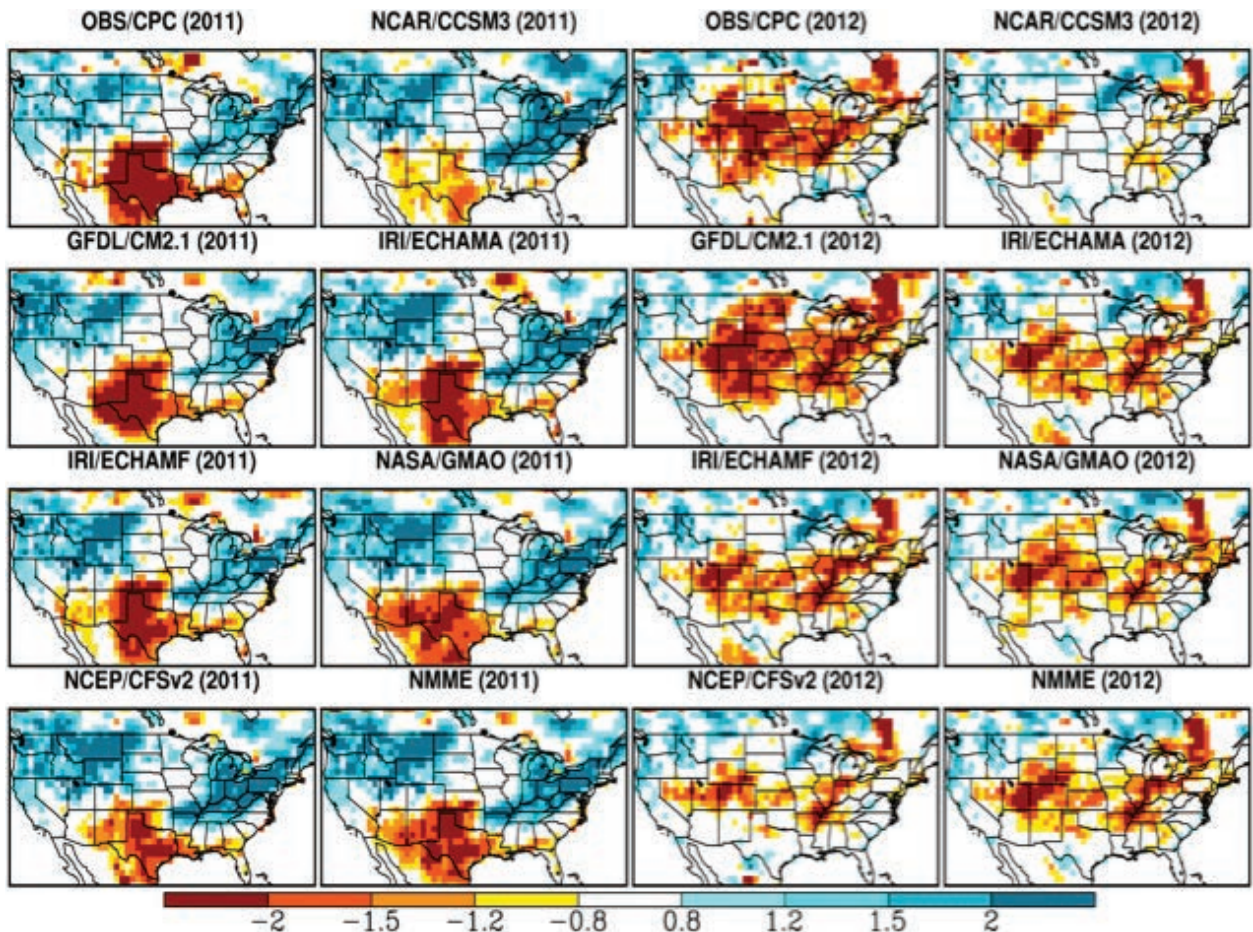 OBS/CPC (2011) NCAR/CCSM3 (2011) OBS/CPC (2012) NCAR/CCSM3 (2012)
GFDL/CM2.1 (2011) IRI/ECHAMA (2011) GFDL/CM2.1 (2012) IRI/ECHAMA (2012)
IRI/ECHAMF (2011) NASA/GMAO (2011) IRI/ECHAMF (2012) NASA/GMAO (2012)
NCEP/CFSv2 (2011) NMME (2011) NCEP/CFSv2 (2012) NMME (2012)
−2 −1.5 −1.2 −0.8 0.8 1.2 1.5 2